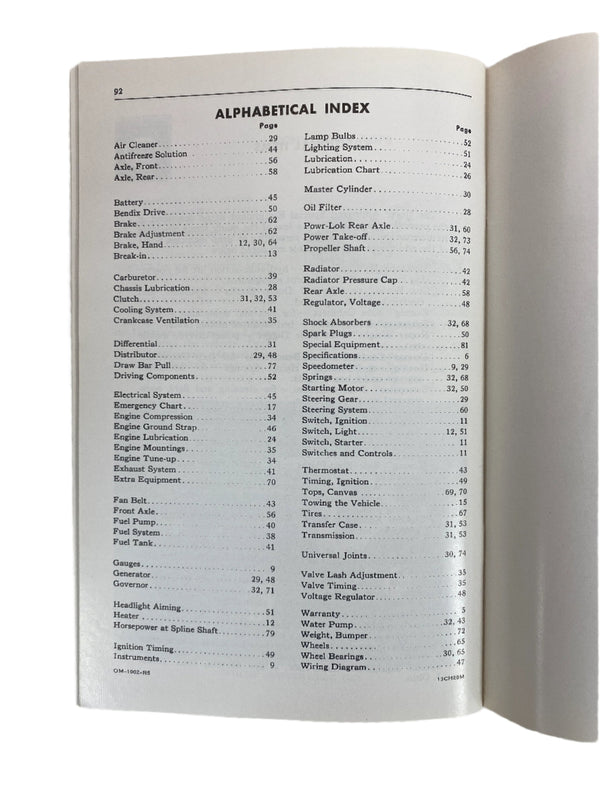 92
ALPHABETICAL INDEX
Page
Air Cleaner 29
Antifreeze Solution 44
Axle, Front 56
Axle, Rear 58
Battery 45
Bendix Drive 50
Brake 62
Brake Adjustment 62
Brake, Hand 12, 30, 64
Break-in 13
Carburetor 39
Chassis Lubrication 28
Clutch 31, 32, 53
Cooling System 41
Crankcase Ventilation 35
Differential 31
Distributor 29, 48
Draw Bar Pull 77
Driving Components 52
Electrical System 45
Emergency Chart 17
Engine Compression 34
Engine Ground Strap 46
Engine Lubrication 24
Engine Mountings 35
Engine Tune-up 34
Exhaust System 41
Extra Equipment 70
Fan Belt 43
Front Axle 56
Fuel Pump 40
Fuel System 38
Fuel Tank 41
Gauges 9
Generator 29, 48
Governor 32, 71
Headlight Aiming 51
Heater 12
Horsepower at Spline Shaft 79
Ignition Timing 49
Instruments 9
OM-1002-R5
Page
Lamp Bulbs 52
Lighting System 51
Lubrication 24
Lubrication Chart 26
Master Cylinder 30
Oil Filter 28
Powr-Lok Rear Axle 31, 60
Power Take-off 32, 73
Propeller Shaft 56, 74
Radiator 42
Radiator Pressure Cap 42
Rear Axle 58
Regulator, Voltage 48
Shock Absorbers 32, 68
Spark Plugs 50
Special Equipment 81
Specifications 6
Speedometer 9, 29
Springs 32, 68
Starting Motor 32, 50
Steering Gear 29
Steering System 60
Switch, Ignition 11
Switch, Light 12, 51
Switch, Starter 11
Switches and Controls 11
Thermostat 43
Timing, Ignition 49
Tops, Canvas 69, 70
Towing the Vehicle 15
Tires 67
Transfer Case 31, 53
Transmission 31, 53
Universal Joints 30, 74
Valve Lash Adjustment 35
Valve Timing 35
Voltage Regulator 48
Warranty 5
Water Pump 32, 43
Weight, Bumper 72
Wheels 65
Wheel Bearings 30, 65
Wiring Diagram 47